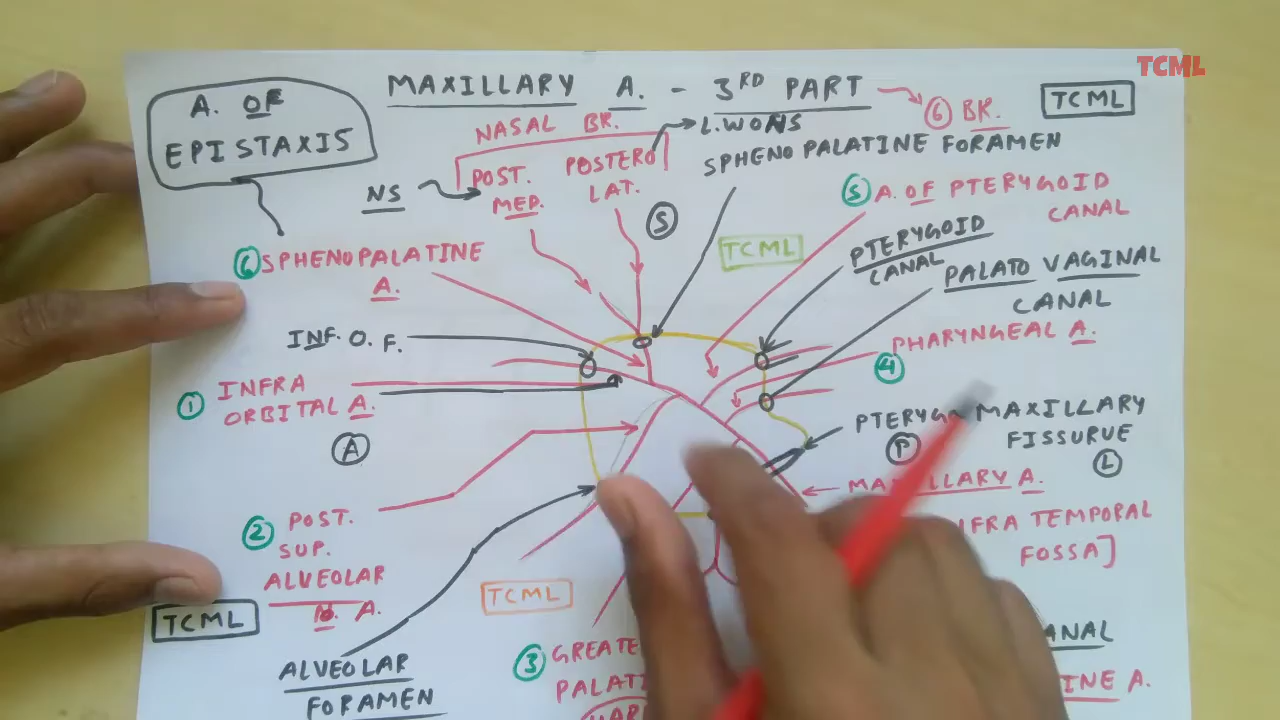 TCML
MAXILLARY A. - 3RD PART
6 BR.
TCML
A. OF
EPISTAXIS
NASAL BR.
L.WONS
NS
POST.
MED.
POSTERO
LAT.
SPHENO PALATINE FORAMEN
S
5 A. OF PTERYGOID
CANAL
TCML
PTERYGOID
CANAL
PALATO VAGINAL
CANAL
6 SPHENOPALATINE
A.
INF. O. F.
PHARYNGEAL A.
4
1 INFRA
ORBITAL A.
A
PTERYGO MAXILLARY
FISSURVE
P
L
MAXILLARY A.
INFRA TEMPORAL
FOSSA]
2 POST.
SUP.
ALVEOLAR
A.
TCML
TCML
ALVEOLAR
FORAMEN
3 GREATE
PALATI
HAR
ANAL
INE A.